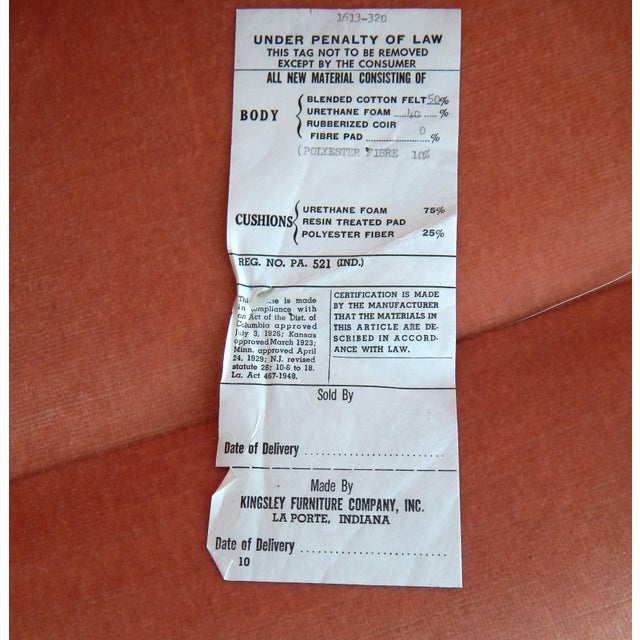 1613-320
UNDER PENALTY OF LAW
THIS TAG NOT TO BE REMOVED
EXCEPT BY THE CONSUMER
ALL NEW MATERIAL CONSISTING OF
BODY
BLENDED COTTON FELT 50%
URETHANE FOAM 40 %
RUBBERIZED COIR
FIBRE PAD 0 %
(POLYESTER FIBRE 10%
CUSHIONS
URETHANE FOAM 75%
RESIN TREATED PAD
POLYESTER FIBER 25%
REG. NO. PA. 521 (IND.)
is made
in compliance with
an Act of the Dist. of
Columbia approved
July 3, 1926; Kansas
approved March 1923;
Minn. approved April
24, 1929; N.J. revised
statute 26; 10-6 to 18.
La. Act 467-1948.
CERTIFICATION IS MADE
BY THE MANUFACTURER
THAT THE MATERIALS IN
THIS ARTICLE ARE DE-
SCRIBED IN ACCORD-
ANCE WITH LAW.
Sold By
Date of Delivery
Made By
KINGSLEY FURNITURE COMPANY, INC.
LA PORTE, INDIANA
Date of Delivery
10